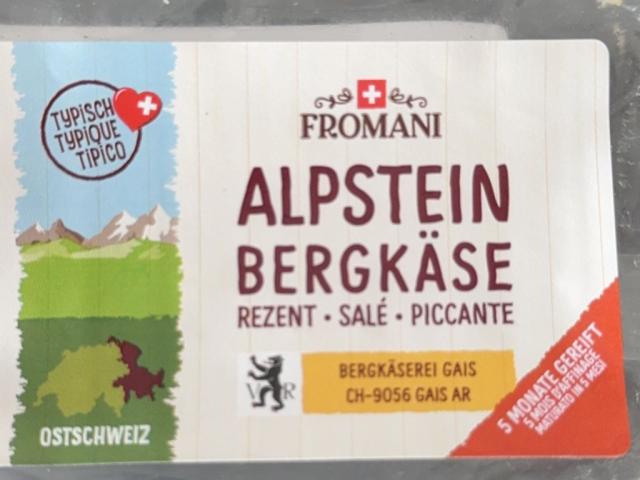 TYPISCH
TYPIQUE
TIPICO
OSTSCHWEIZ
FROMANI
ALPSTEIN
BERGKÄSE
REZENT • SALÉ • PICCANTE
V R
BERGKÄSEREI GAIS
CH-9056 GAIS AR
5 MONATE GEREIFT
5 MOIS D'AFFINAGE
MATURATO IN 5 MESI